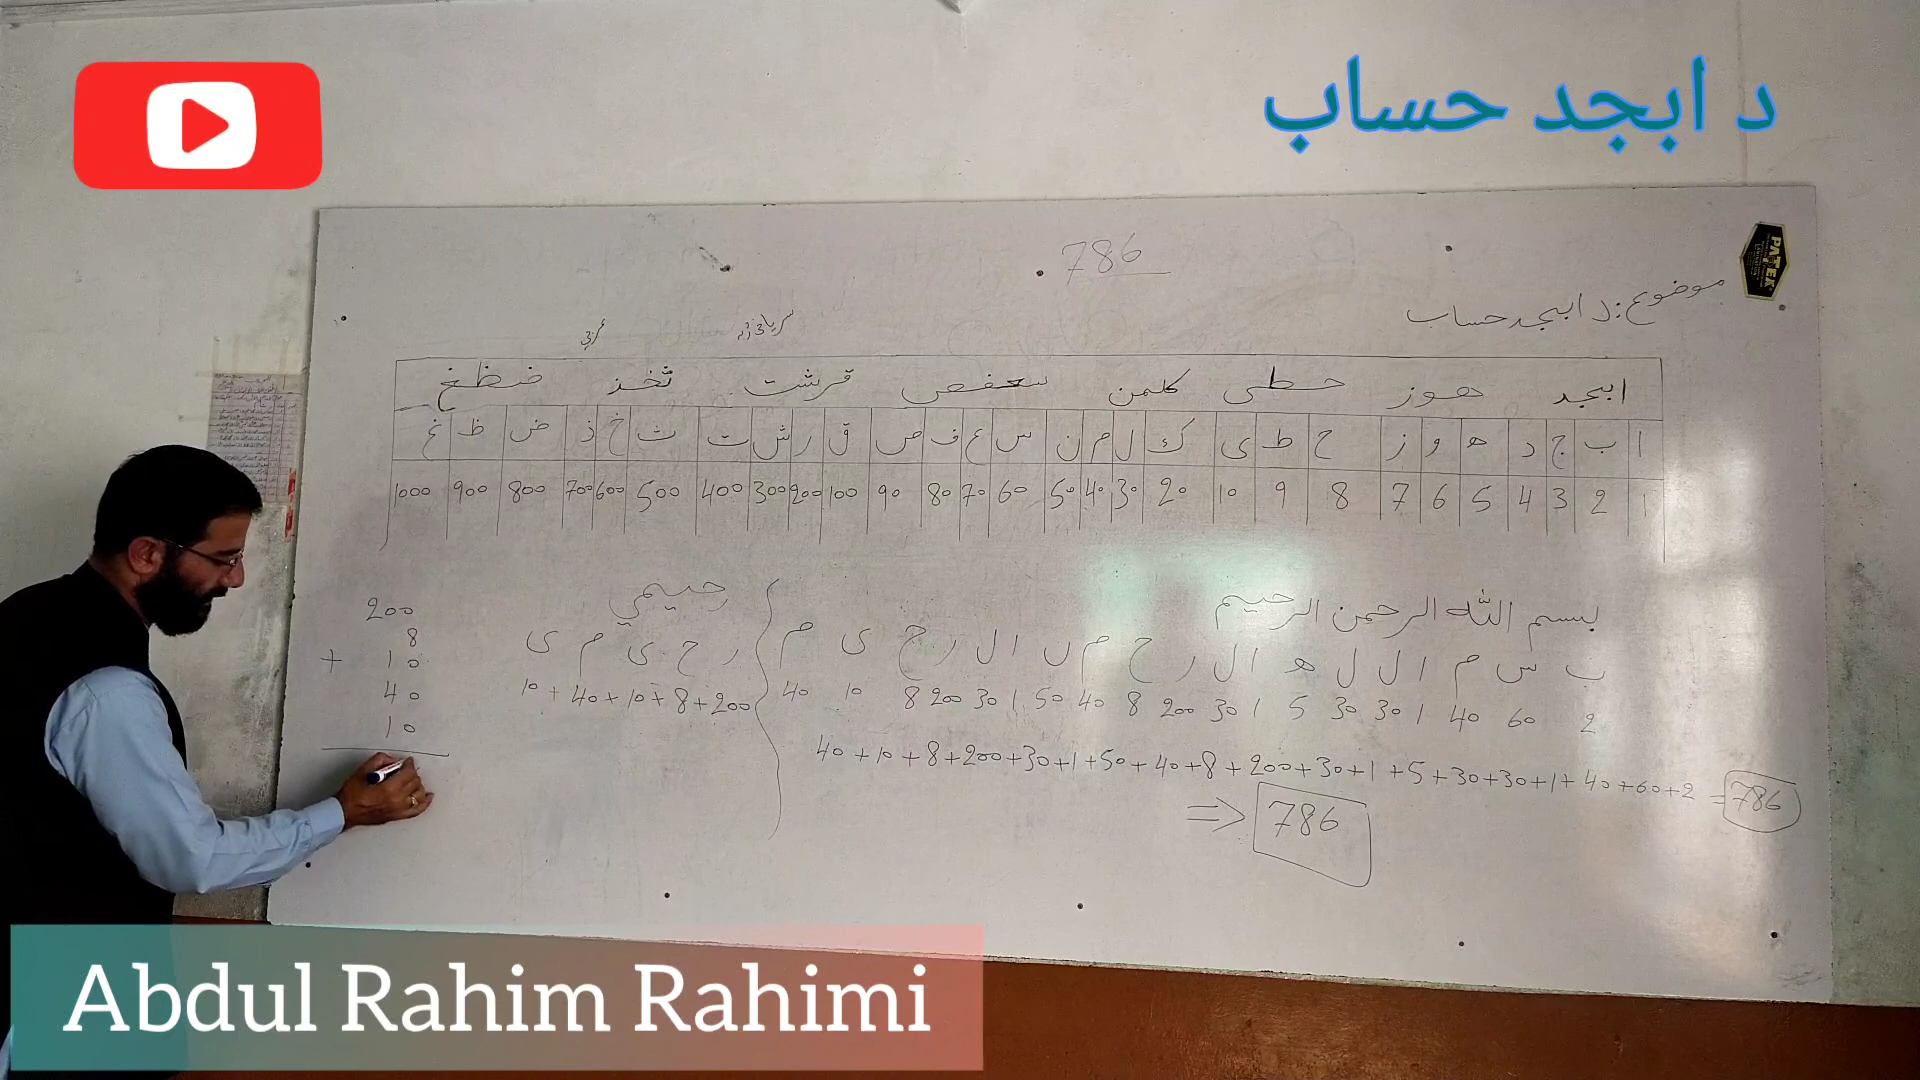 د ابجد حساب
786
موضوع: د ابجد حساب
PATEK
ابجد هوز حطی کلمن سعفص قرشت ثخذ ضظغ
ا ب ج د ه و ز ح ط ی ک ل م ن س ع ف ص ق ر ش ت ث خ ذ ض ظ غ
1 2 3 4 5 6 7 8 9 10 20 30 40 50 60 70 80 90 100 200 300 400 500 600 700 800 900 1000
بسم الله الرحمن الرحیم
ب س م ا ل ل ه ا ل ر ح م ن ا ل ر ح ی م
2 60 40 1 30 30 5 1 30 200 8 40 50 1 30 200 8 10 40
40+10+8+200+30+1+50+40+8+200+30+1+5+30+30+1+40+60+2 = 786
=> 786
رحیمي
ر ح ی م ی
10+40+10+8+200
200
8
+ 10
40
10
Abdul Rahim Rahimi